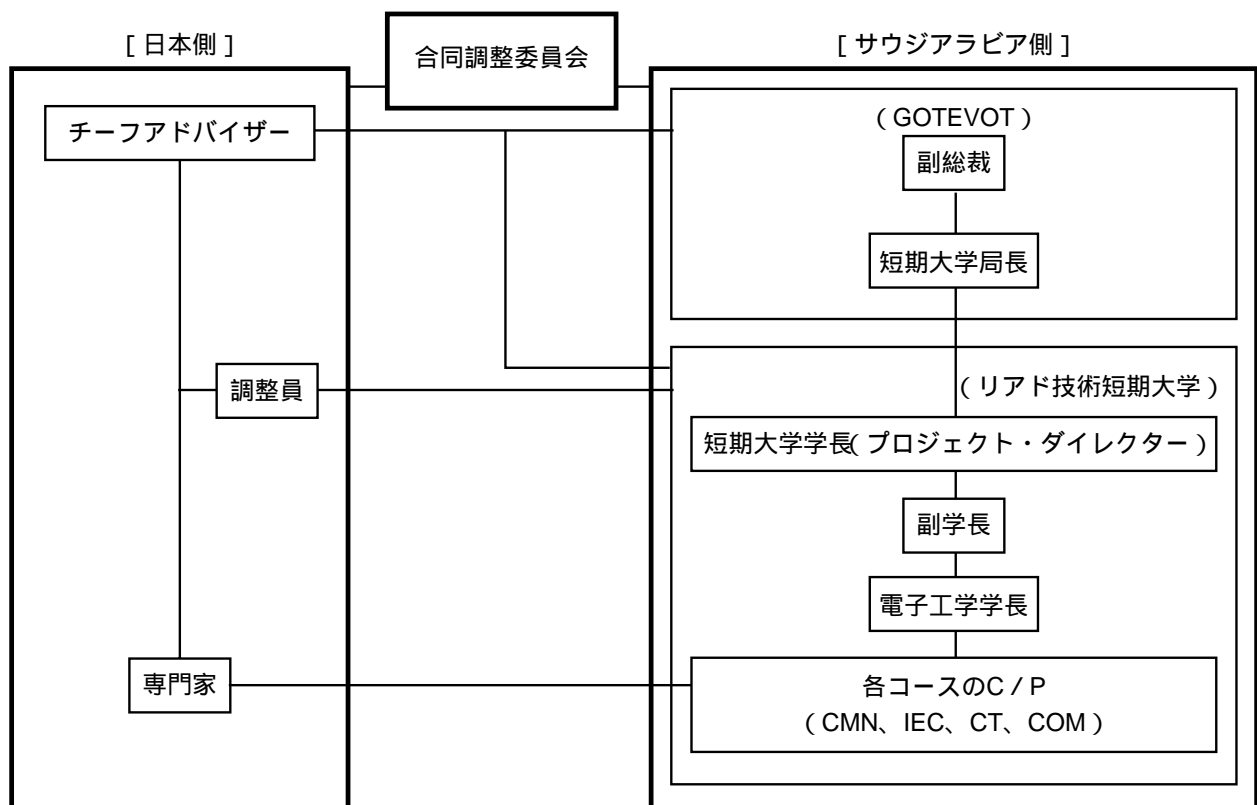 [ 日本側 ]
合同調整委員会
[ サウジアラビア側 ]
チーフアドバイザー
( GOTEVOT )
副総裁
短期大学局長
調整員
( リアド技術短期大学 )
短期大学学長( プロジェクト・ダイレクター )
副学長
電子工学学長
専門家
各コースのC / P
( CMN、IEC、CT、COM )